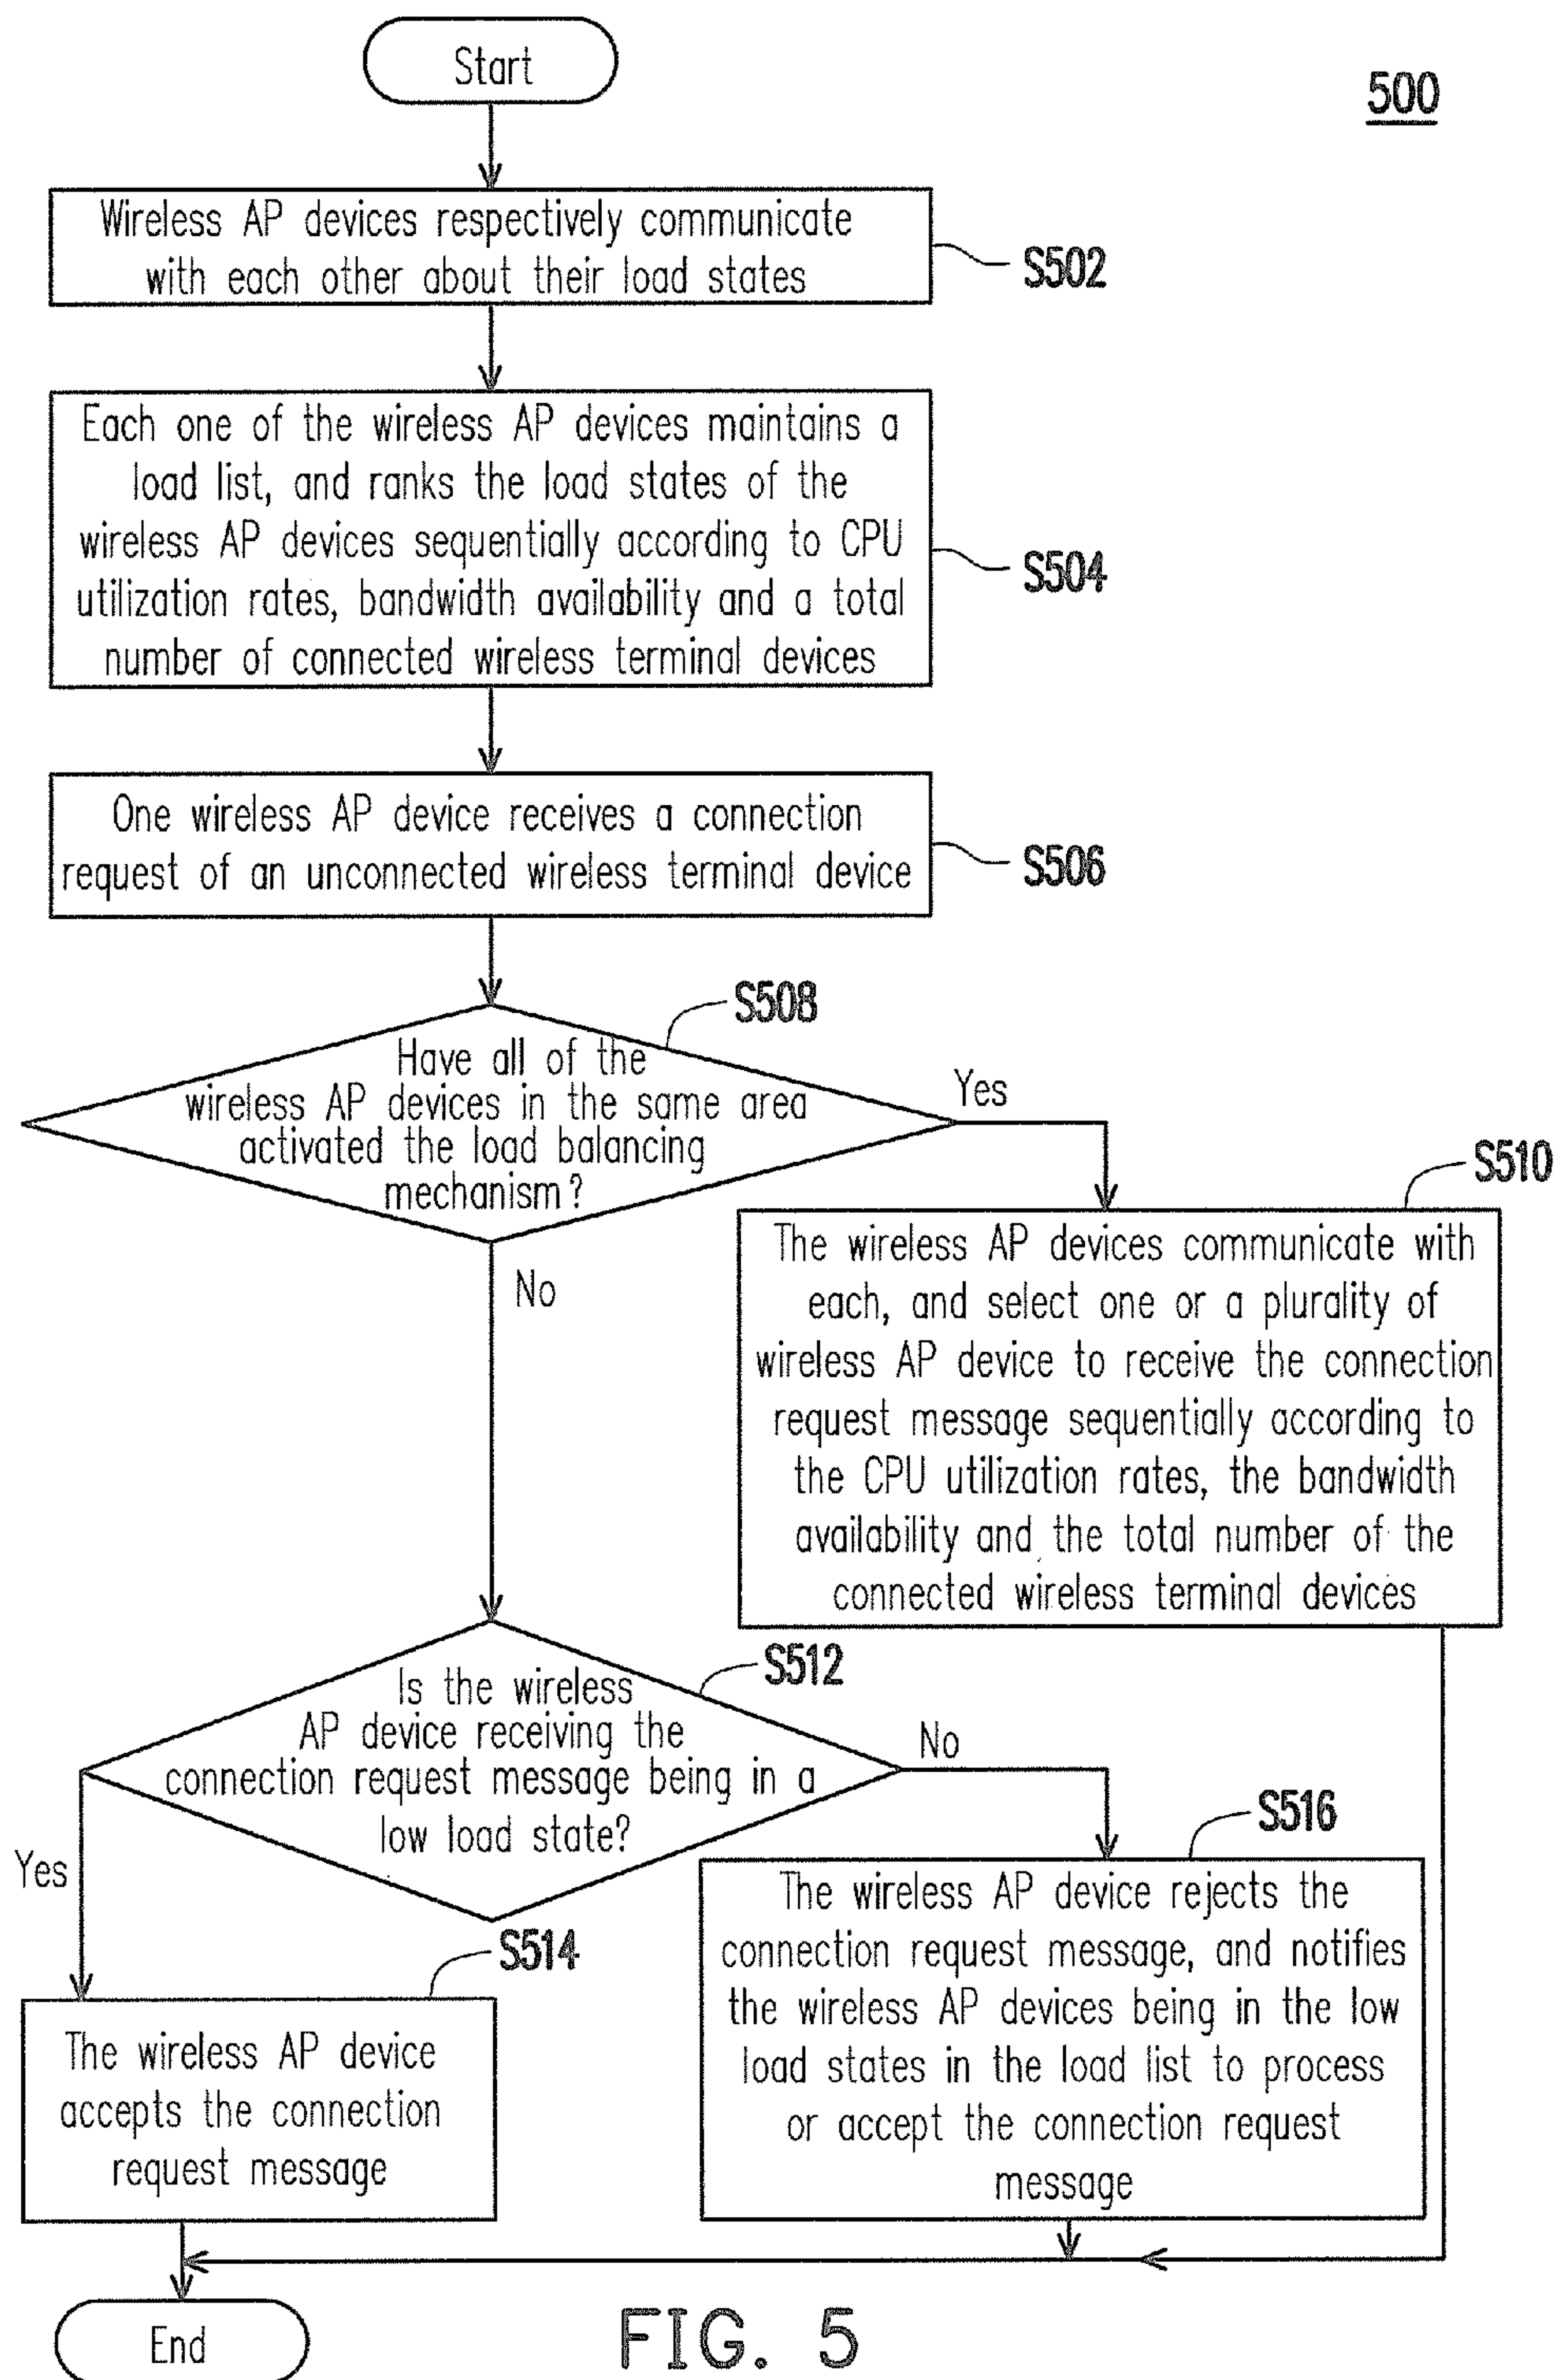 Start
500
Wireless AP devices respectively communicate
with each other about their load states
S502
Each one of the wireless AP devices maintains a
load list, and ranks the load states of the
wireless AP devices sequentially according to CPU
utilization rates, bandwidth availability and a total
number of connected wireless terminal devices
S504
One wireless AP device receives a connection
request of an unconnected wireless terminal device
S506
S508
Have all of the
wireless AP devices in the same area
activated the load balancing
mechanism?
Yes
No
S510
The wireless AP devices communicate with
each, and select one or a plurality of
wireless AP device to receive the connection
request message sequentially according to
the CPU utilization rates, the bandwidth
availability and the total number of the
connected wireless terminal devices
S512
Is the wireless
AP device receiving the
connection request message being in a
low load state?
No
Yes
S514
The wireless AP device
accepts the connection
request message
S516
The wireless AP device rejects the
connection request message, and notifies
the wireless AP devices being in the low
load states in the load list to process
or accept the connection request
message
End
FIG. 5